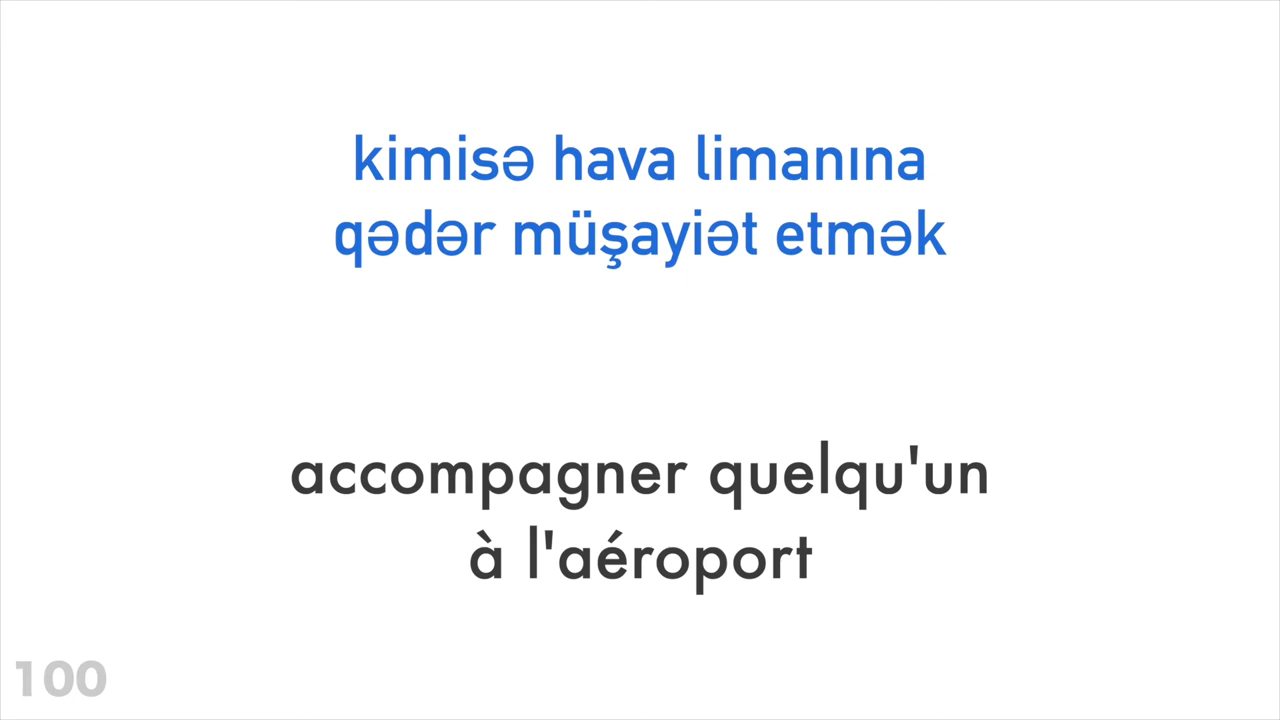 kimisə hava limanına
qədər müşayiət etmək
accompagner quelqu'un
à l'aéroport
100